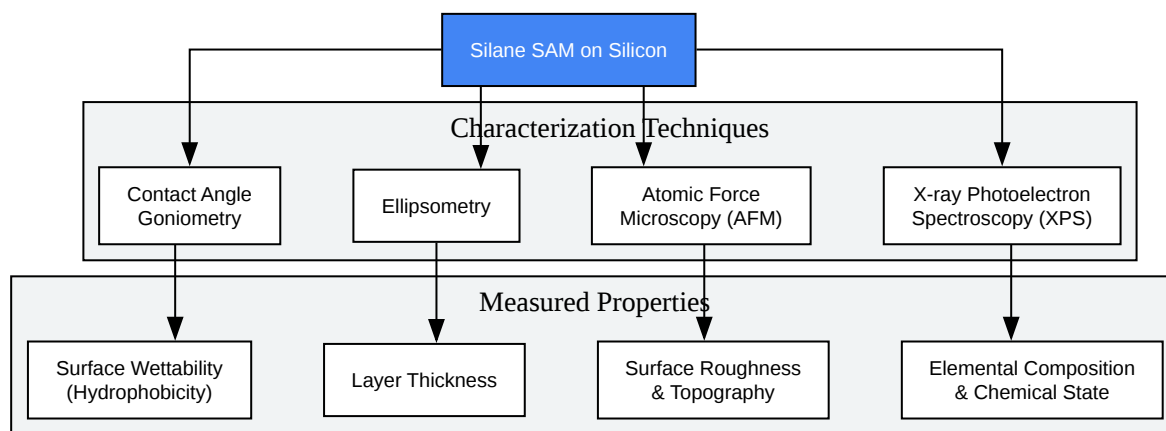 Silane SAM on Silicon
Characterization Techniques
Contact Angle
Goniometry
Ellipsometry
Atomic Force
Microscopy (AFM)
X-ray Photoelectron
Spectroscopy (XPS)
Measured Properties
Surface Wettability
(Hydrophobicity)
Layer Thickness
Surface Roughness
& Topography
Elemental Composition
& Chemical State